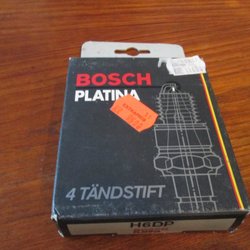 BOSCH
PLATINA
4 TÄNDSTIFT
H6DP